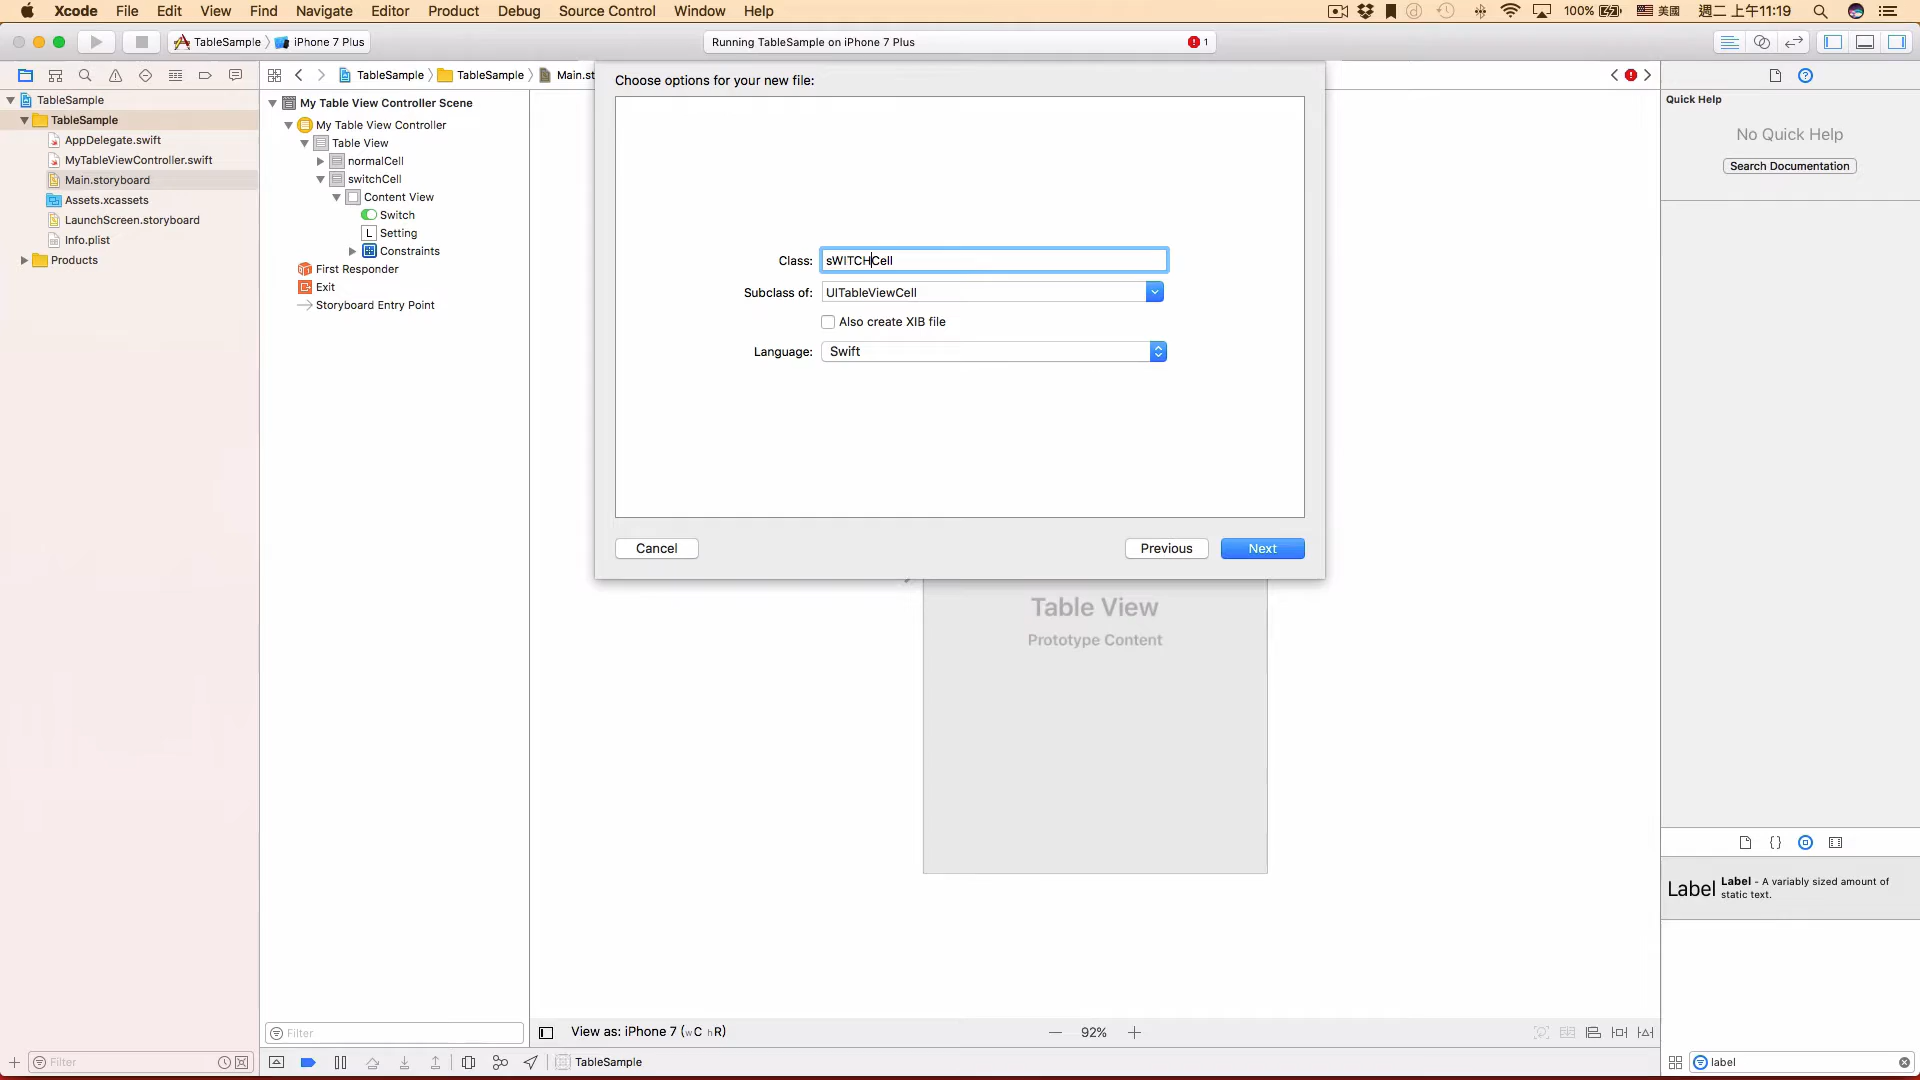 Xcode File Edit View Find Navigate Editor Product Debug Source Control Window Help 100% 美國 週二 上午11:19
TableSample iPhone 7 Plus Running TableSample on iPhone 7 Plus 1
TableSample TableSample Main.st
Choose options for your new file:
Quick Help
No Quick Help
Search Documentation
TableSample
TableSample
AppDelegate.swift
MyTableViewController.swift
Main.storyboard
Assets.xcassets
LaunchScreen.storyboard
Info.plist
Products
My Table View Controller Scene
My Table View Controller
Table View
normalCell
switchCell
Content View
Switch
L Setting
Constraints
First Responder
Exit
Storyboard Entry Point
Class: sWITCHCell
Subclass of: UITableViewCell
Also create XIB file
Language: Swift
Cancel Previous Next
Table View
Prototype Content
{}
Label Label - A variably sized amount of
static text.
Filter
View as: iPhone 7 (wC hR) 92%
Filter
TableSample
label